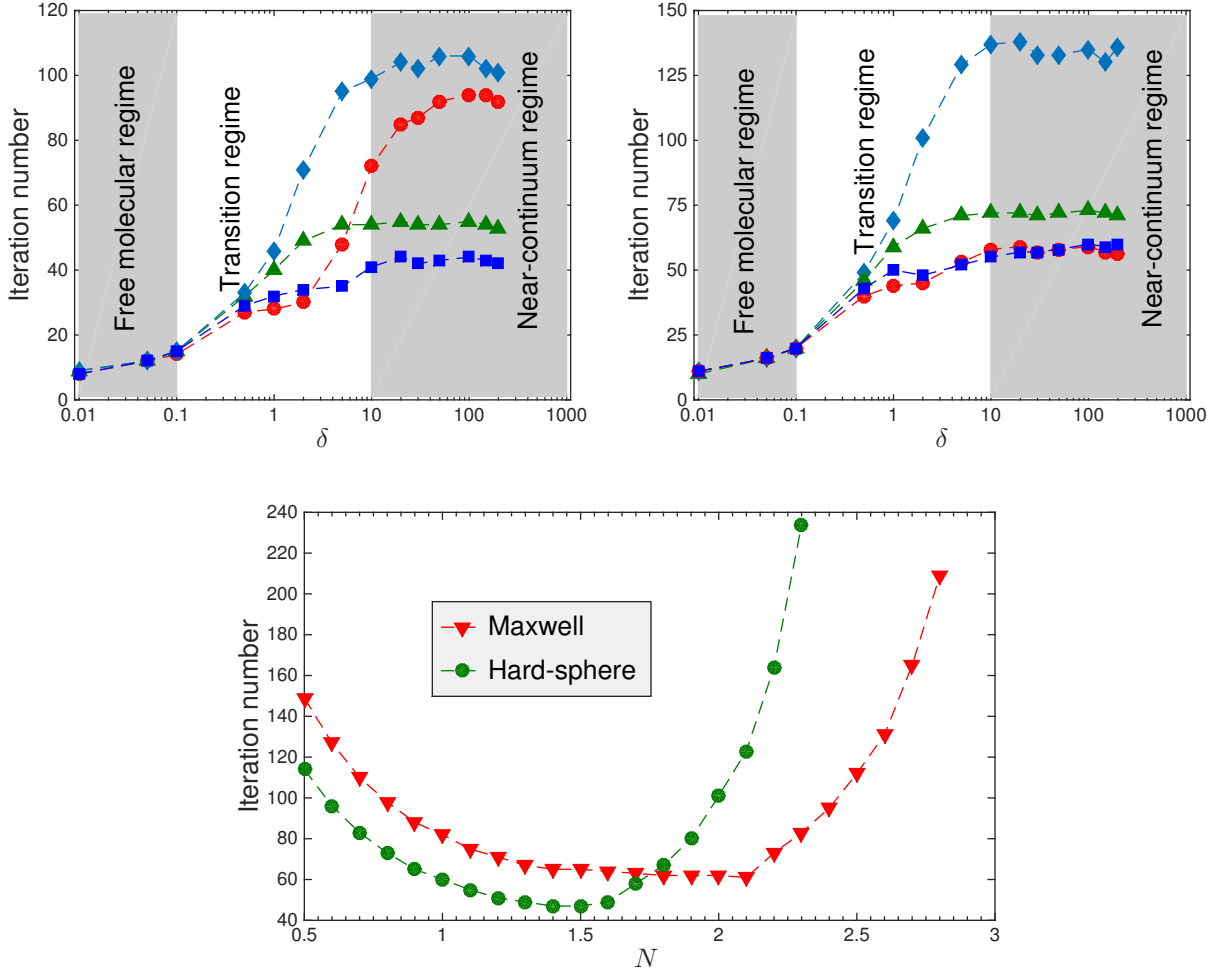 120
100
80
60
40
20
0
Iteration number
Free molecular regime
Transition regime
Near-continuum regime
0.01 0.1 1 10 100 1000
δ
150
125
100
75
50
25
0
Iteration number
Free molecular regime
Transition regime
Near-continuum regime
0.01 0.1 1 10 100 1000
δ
240
220
200
180
160
140
120
100
80
60
40
Iteration number
Maxwell
Hard-sphere
0.5 1 1.5 2 2.5 3
N